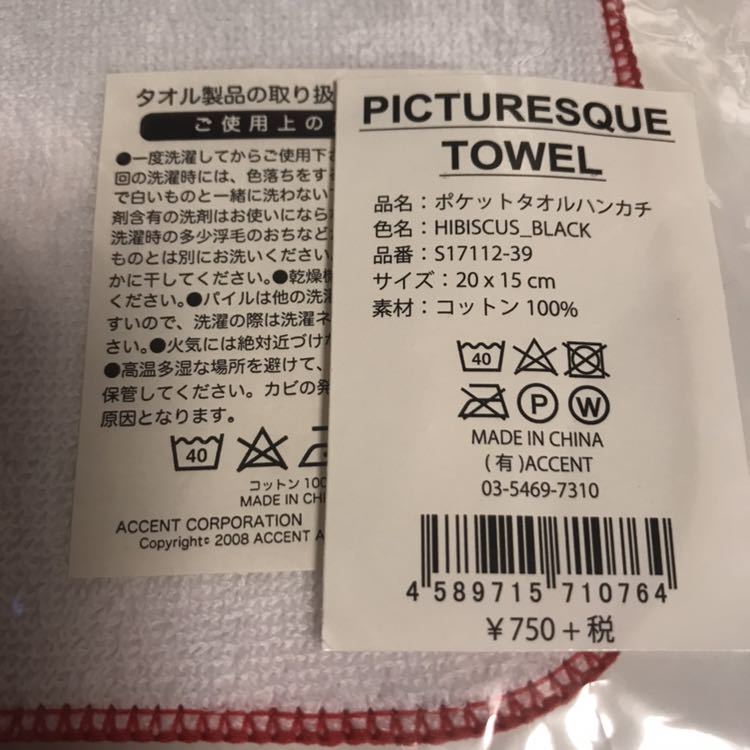 タオル製品の取り扱
ご使用上の
●一度洗濯してからご使用下さ
回の洗濯時には、色落ちをする
で白いものと一緒に洗わないで
剤含有の洗剤はお使いになら
洗濯時の多少浮毛のおちなど
ものとは別にお洗いください
かに干してください。●乾燥機
ください。●パイルは他の洗濯
すいので、洗濯の際は洗濯ネ
さい。●火気には絶対近づけ
●高温多湿な場所を避けて、
保管してください。カビの発
原因となります。
40
コットン 100
MADE IN CHI
ACCENT CORPORATION
Copyright© 2008 ACCENT A
PICTURESQUE
TOWEL
品名：ポケットタオルハンカチ
色名：HIBISCUS_BLACK
品番：S17112-39
サイズ：20 x 15 cm
素材：コットン 100%
40
P W
MADE IN CHINA
(有)ACCENT
03-5469-7310
4 589715 710764
￥750＋税